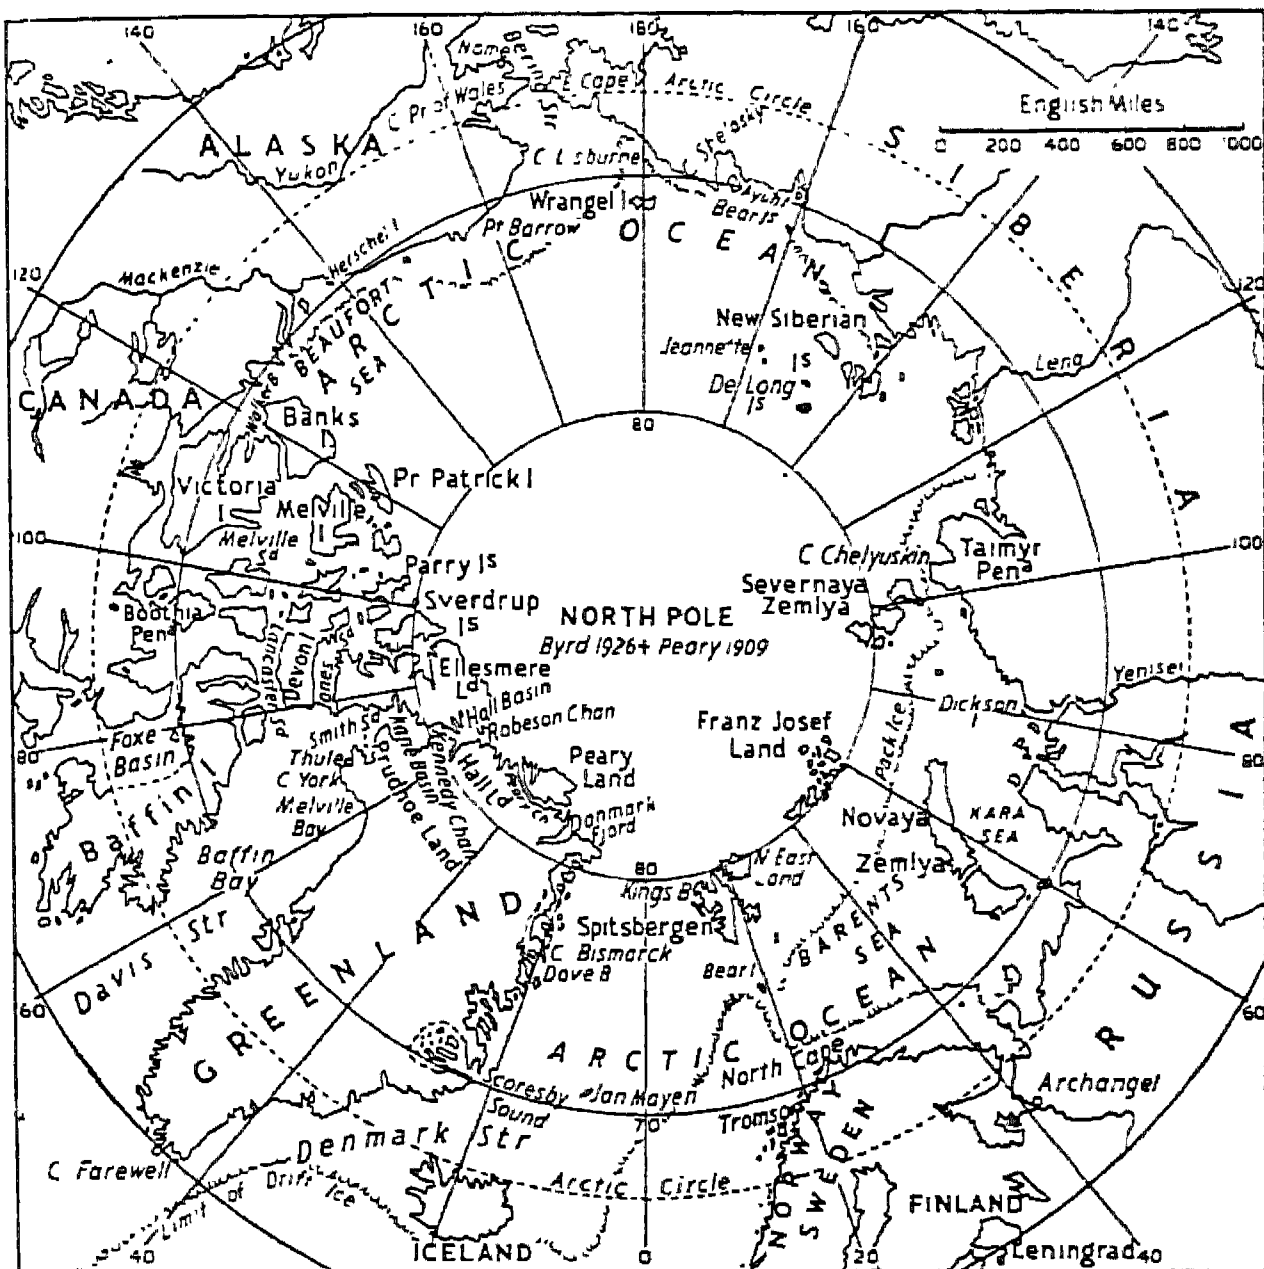 140
160
180
160
140
Nome
Bering
Str
E Cape
Arctic Circle
C Pr of Wales
English Miles
0 200 400 600 800 1000
ALASKA
Yukon
C Lisburne
Shelagsky
SIBERIA
Wrangel I
Bear Is
Pt Barrow
ARCTIC OCEAN
Herschel I
Mackenzie
120
120
BEAUFORT
SEA
New Siberian
Is
Jeannette
De Long
Is
Lena
CANADA
Banks
I
80
Pr Patrick I
Victoria
I
Melville
I
Melville
Sd
100
100
C Chelyuskin
Taimyr
Pena
Parry Is
Severnaya
Zemlya
Sverdrup
Is
NORTH POLE
Byrd 1926+ Peary 1909
Boothia
Pena
Lancaster Sd
Devon I
Jones Sd
Ellesmere
Ld
Hall Basin
Robeson Chan
Yenisei
Dickson
I
Franz Josef
Land
Pack Ice
Foxe
Basin
80
80
Smith Sd
Thule
C York
Melville
Bay
Kane Basin
Kennedy Chan
Prudhoe Land
Hall Ld
Peary
Land
Danmark
Fjord
Baffin I
Baffin
Bay
Novaya
Zemlya
KARA
SEA
80
N East
Land
Kings B
Spitsbergen
C Bismarck
Dove B
Bear I
BARENTS
SEA
Davis Str
GREENLAND
60
60
RUSSIA
ARCTIC OCEAN
North Cape
Scoresby
Sound
Jan Mayen
70°
Tromso
Archangel
Denmark Str
C Farewell
Limit of Drift Ice
Arctic Circle
NORWAY
SWEDEN
FINLAND
ICELAND
Leningrad
40
0
20
40